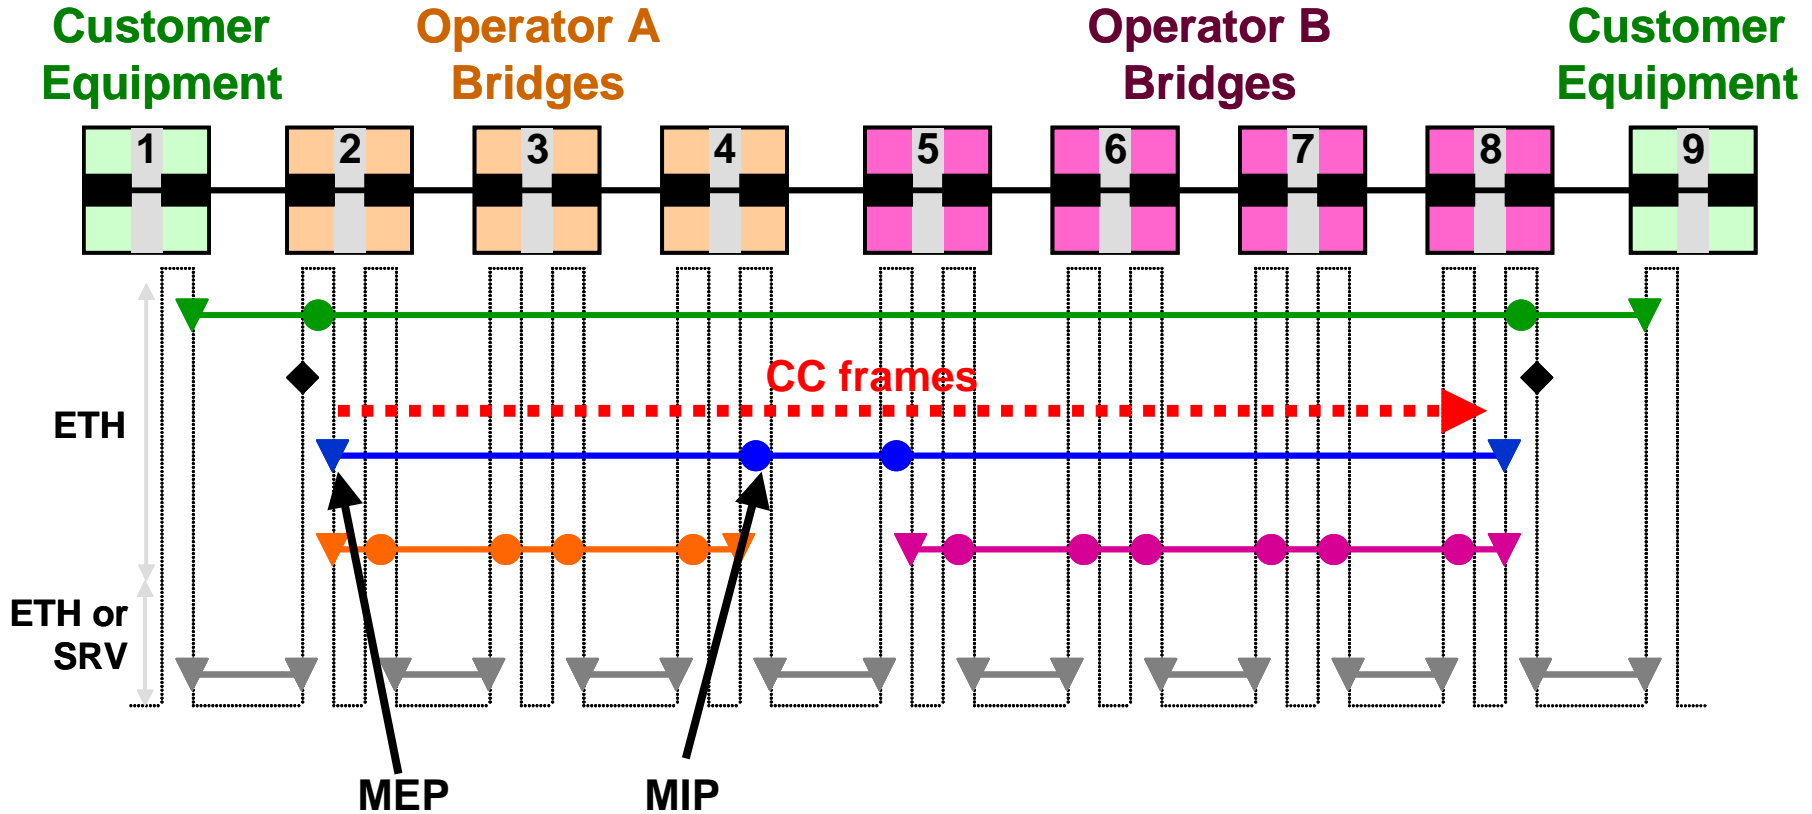 Customer
Equipment
Operator A
Bridges
Operator B
Bridges
Customer
Equipment
1
2
3
4
5
6
7
8
9
CC frames
ETH
ETH or
SRV
MEP
MIP